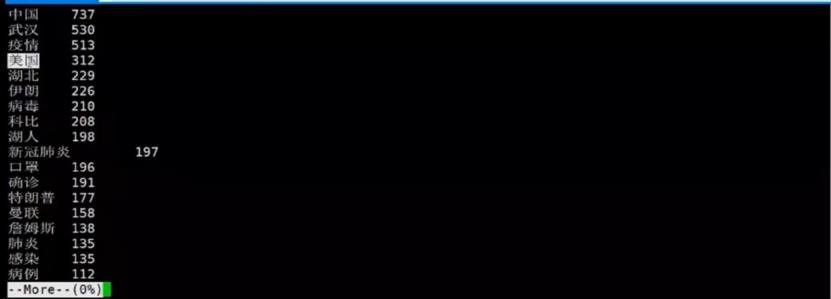 中国 737
武汉 530
疫情 513
美国 312
湖北 229
伊朗 226
病毒 210
科比 208
湖人 198
新冠肺炎 197
口罩 196
确诊 191
特朗普 177
曼联 158
詹姆斯 138
肺炎 135
感染 135
病例 112
--More--(0%)